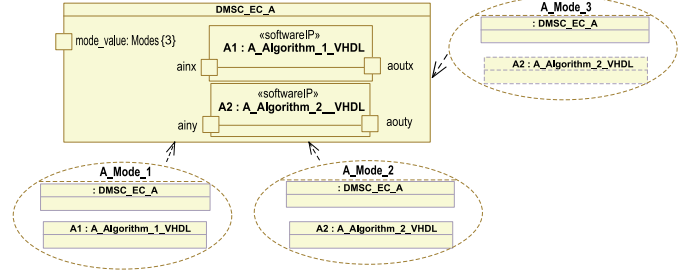 DMSC_EC_A
mode_value: Modes {3}
«softwareIP»
A1 : A_Algorithm_1_VHDL
ainx
aoutx
«softwareIP»
A2 : A_Algorithm_2__VHDL
ainy
aouty
A_Mode_3
: DMSC_EC_A
A2 : A_Algorithm_2_VHDL
A_Mode_1
: DMSC_EC_A
A1 : A_Algorithm_1_VHDL
A_Mode_2
: DMSC_EC_A
A2 : A_Algorithm_2_VHDL